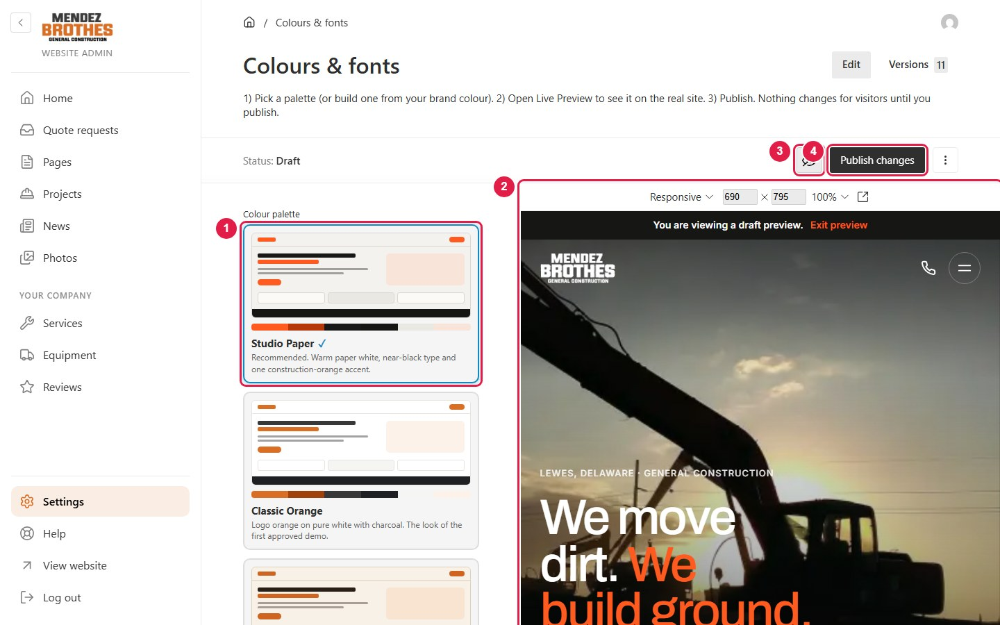 MENDEZ
BROTHES
GENERAL CONSTRUCTION
WEBSITE ADMIN
Home
Quote requests
Pages
Projects
News
Photos
YOUR COMPANY
Services
Equipment
Reviews
Settings
Help
View website
Log out
/ Colours & fonts
Colours & fonts
Edit
Versions 11
1) Pick a palette (or build one from your brand colour). 2) Open Live Preview to see it on the real site. 3) Publish. Nothing changes for visitors until you
publish.
Status: Draft
3
4
Publish changes
2
Responsive 690 × 795 100%
Colour palette
1
Studio Paper ✓
Recommended. Warm paper white, near-black type and
one construction-orange accent.
Classic Orange
Logo orange on pure white with charcoal. The look of the
first approved demo.
You are viewing a draft preview. Exit preview
MENDEZ
BROTHES
GENERAL CONSTRUCTION
LEWES, DELAWARE · GENERAL CONSTRUCTION
We move
dirt. We
build ground.